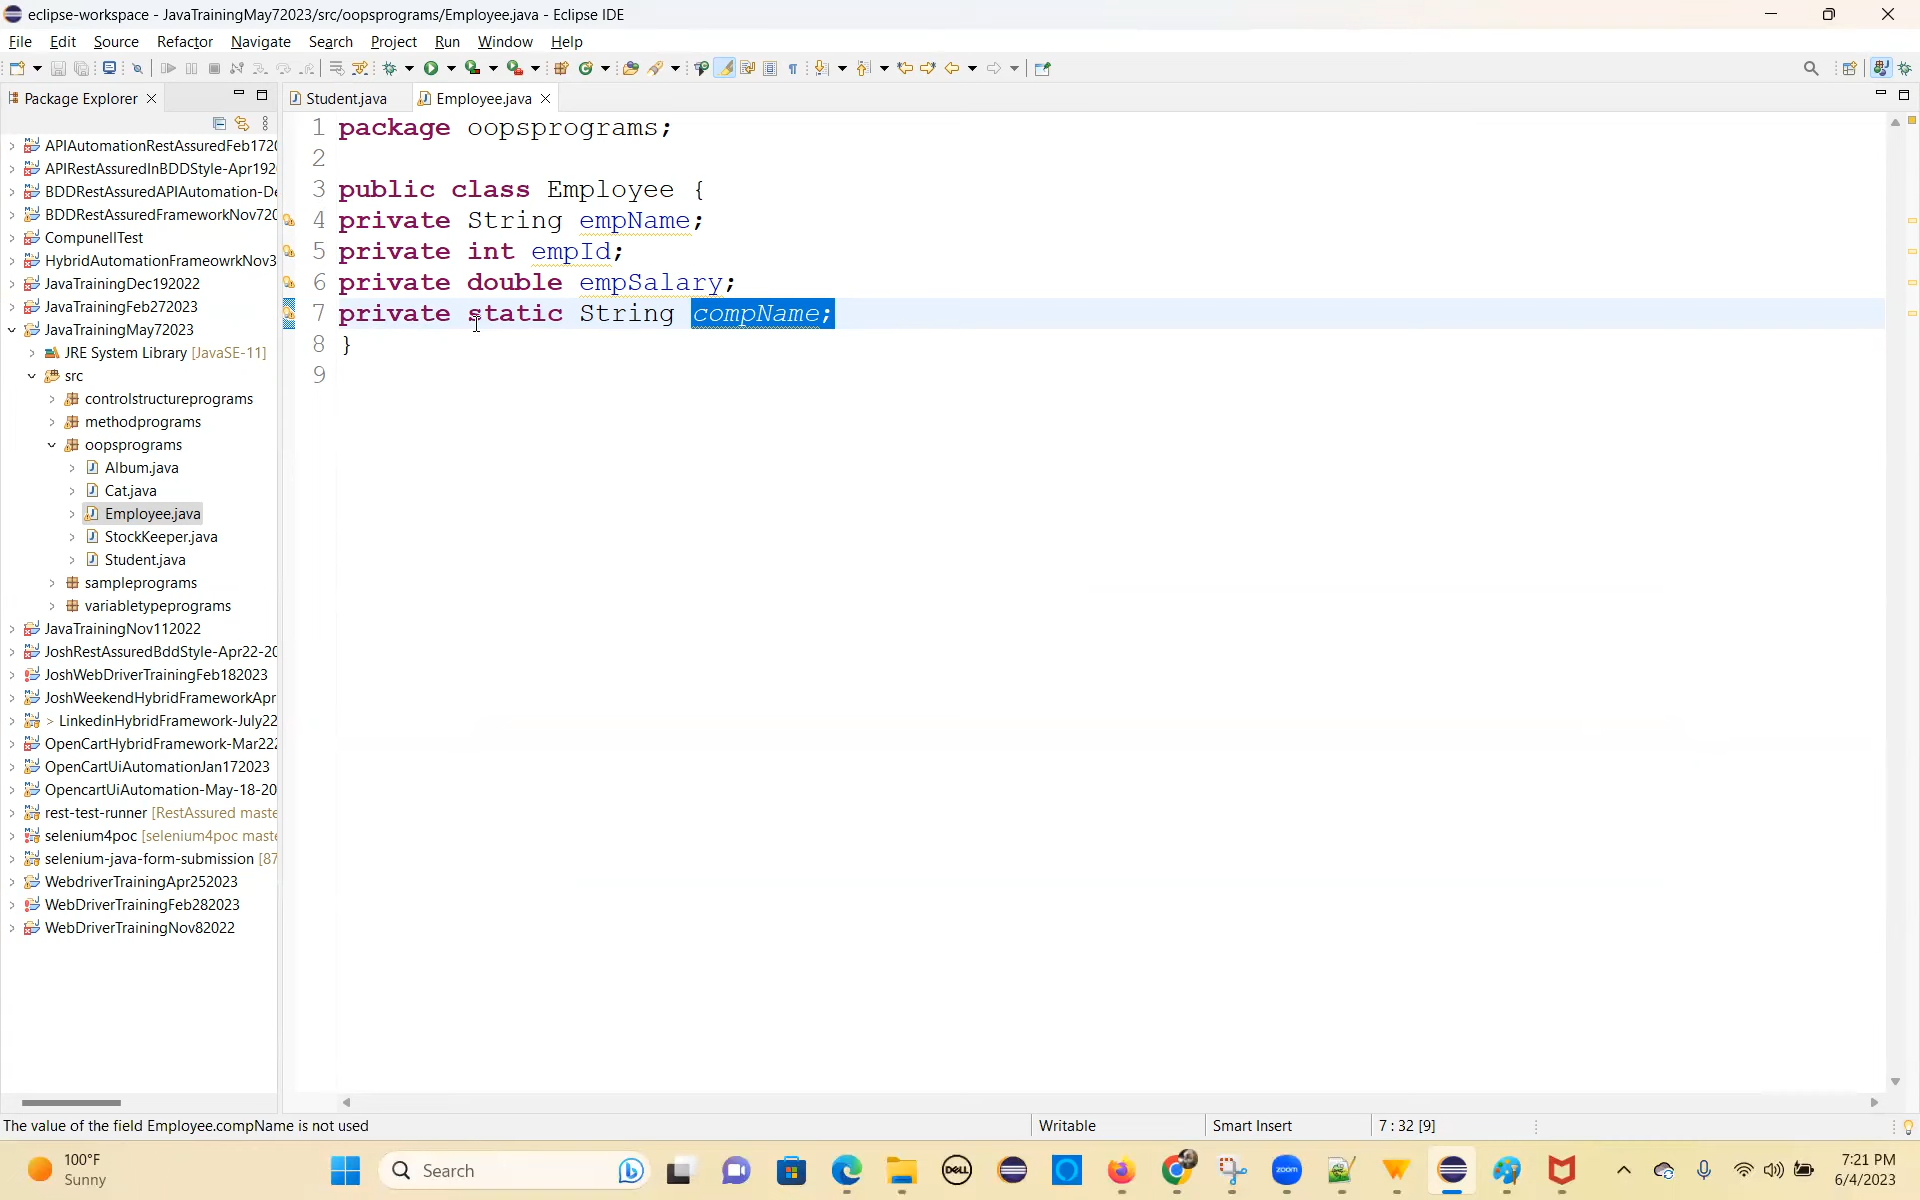 eclipse-workspace - JavaTrainingMay72023/src/oopsprograms/Employee.java - Eclipse IDE
File Edit Source Refactor Navigate Search Project Run Window Help
Package Explorer
Student.java
Employee.java
1 package oopsprograms;
2
3 public class Employee {
4 private String empName;
5 private int empId;
6 private double empSalary;
7 private static String compName;
8 }
9
APIAutomationRestAssuredFeb1720
APIRestAssuredInBDDStyle-Apr192
BDDRestAssuredAPIAutomation-De
BDDRestAssuredFrameworkNov720
CompunellTest
HybridAutomationFrameowrkNov3
JavaTrainingDec192022
JavaTrainingFeb272023
JavaTrainingMay72023
JRE System Library [JavaSE-11]
src
controlstructureprograms
methodprograms
oopsprograms
Album.java
Cat.java
Employee.java
StockKeeper.java
Student.java
sampleprograms
variabletypeprograms
JavaTrainingNov112022
JoshRestAssuredBddStyle-Apr22-20
JoshWebDriverTrainingFeb182023
JoshWeekendHybridFrameworkApr
> LinkedinHybridFramework-July22
OpenCartHybridFramework-Mar222
OpenCartUiAutomationJan172023
OpencartUiAutomation-May-18-20
rest-test-runner [RestAssured maste
selenium4poc [selenium4poc maste
selenium-java-form-submission [87
WebdriverTrainingApr252023
WebDriverTrainingFeb282023
WebDriverTrainingNov82022
The value of the field Employee.compName is not used
Writable
Smart Insert
7 : 32 [9]
100°F
Sunny
Search
DELL
zoom
7:21 PM
6/4/2023